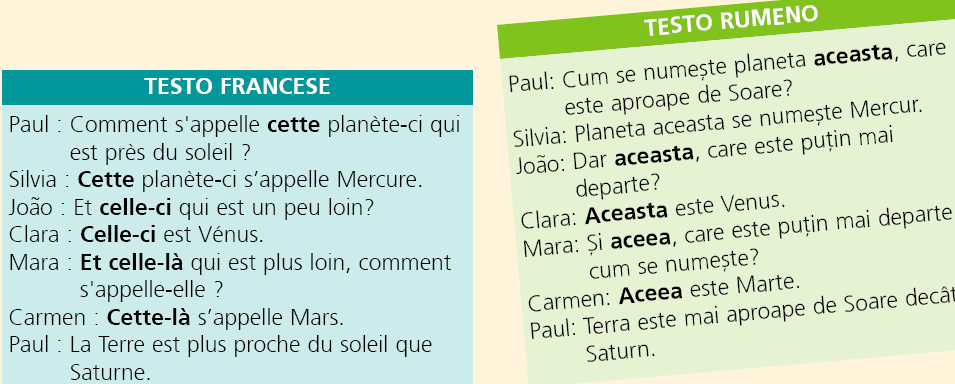 TESTO FRANCESE
Paul : Comment s'appelle cette planète-ci qui
est près du soleil ?
Silvia : Cette planète-ci s’appelle Mercure.
João : Et celle-ci qui est un peu loin?
Clara : Celle-ci est Vénus.
Mara : Et celle-là qui est plus loin, comment
s'appelle-elle ?
Carmen : Cette-là s’appelle Mars.
Paul : La Terre est plus proche du soleil que
Saturne.
TESTO RUMENO
Paul: Cum se numește planeta aceasta, care
este aproape de Soare?
Silvia: Planeta aceasta se numește Mercur.
João: Dar aceasta, care este puțin mai
departe?
Clara: Aceasta este Venus.
Mara: Și aceea, care este puțin mai departe
cum se numește?
Carmen: Aceea este Marte.
Paul: Terra este mai aproape de Soare decât
Saturn.